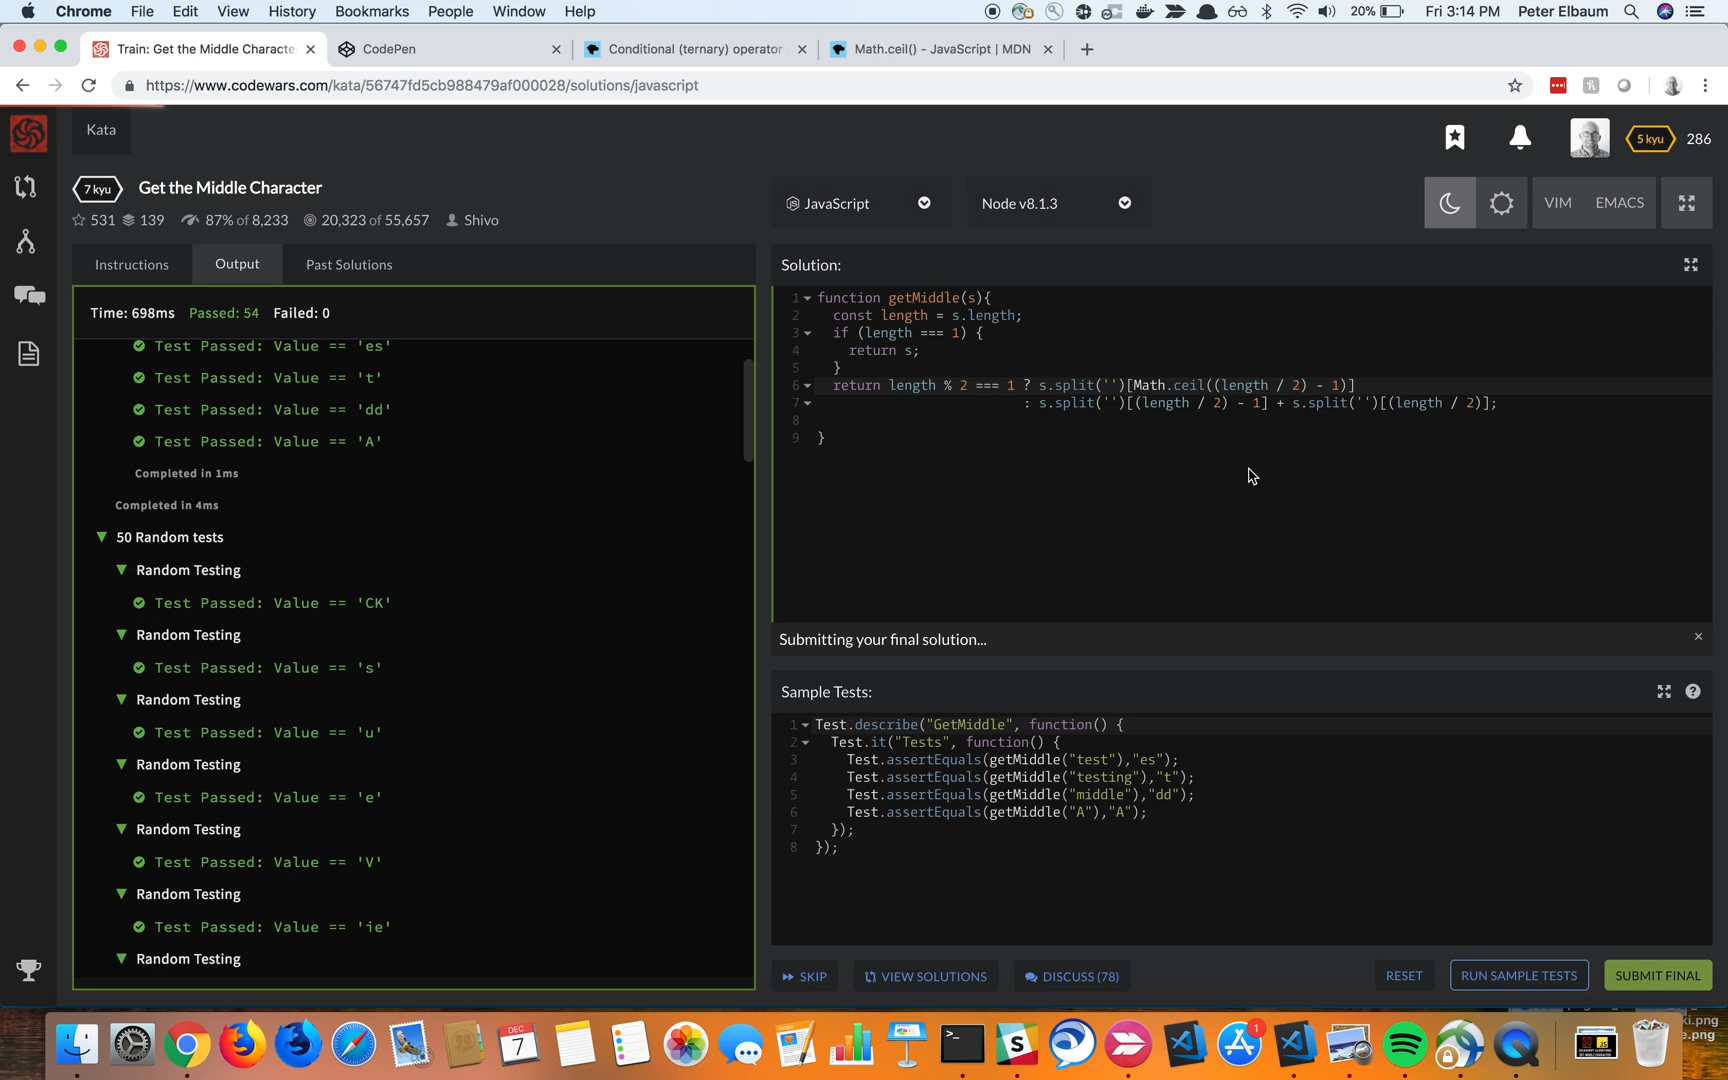 Chrome File Edit View History Bookmarks People Window Help 20% Fri 3:14 PM Peter Elbaum
Train: Get the Middle Characte CodePen Conditional (ternary) operator Math.ceil() - JavaScript | MDN
https://www.codewars.com/kata/56747fd5cb988479af000028/solutions/javascript
Kata
5 kyu 286
7 kyu Get the Middle Character
531 139 87% of 8,233 20,323 of 55,657 Shivo
JavaScript Node v8.1.3 VIM EMACS
Instructions Output Past Solutions
Time: 698ms Passed: 54 Failed: 0
Test Passed: Value == 'es'
Test Passed: Value == 't'
Test Passed: Value == 'dd'
Test Passed: Value == 'A'
Completed in 1ms
Completed in 4ms
50 Random tests
Random Testing
Test Passed: Value == 'CK'
Random Testing
Test Passed: Value == 's'
Random Testing
Test Passed: Value == 'u'
Random Testing
Test Passed: Value == 'e'
Random Testing
Test Passed: Value == 'V'
Random Testing
Test Passed: Value == 'ie'
Random Testing
Solution:
1 function getMiddle(s){
2 const length = s.length;
3 if (length === 1) {
4 return s;
5 }
6 return length % 2 === 1 ? s.split('')[Math.ceil((length / 2) - 1)]
7 : s.split('')[(length / 2) - 1] + s.split('')[(length / 2)];
8
9 }
Submitting your final solution...
Sample Tests:
1 Test.describe("GetMiddle", function() {
2 Test.it("Tests", function() {
3 Test.assertEquals(getMiddle("test"),"es");
4 Test.assertEquals(getMiddle("testing"),"t");
5 Test.assertEquals(getMiddle("middle"),"dd");
6 Test.assertEquals(getMiddle("A"),"A");
7 });
8 });
SKIP VIEW SOLUTIONS DISCUSS (78) RESET RUN SAMPLE TESTS SUBMIT FINAL
ki.png
e.png
DEC
7
1